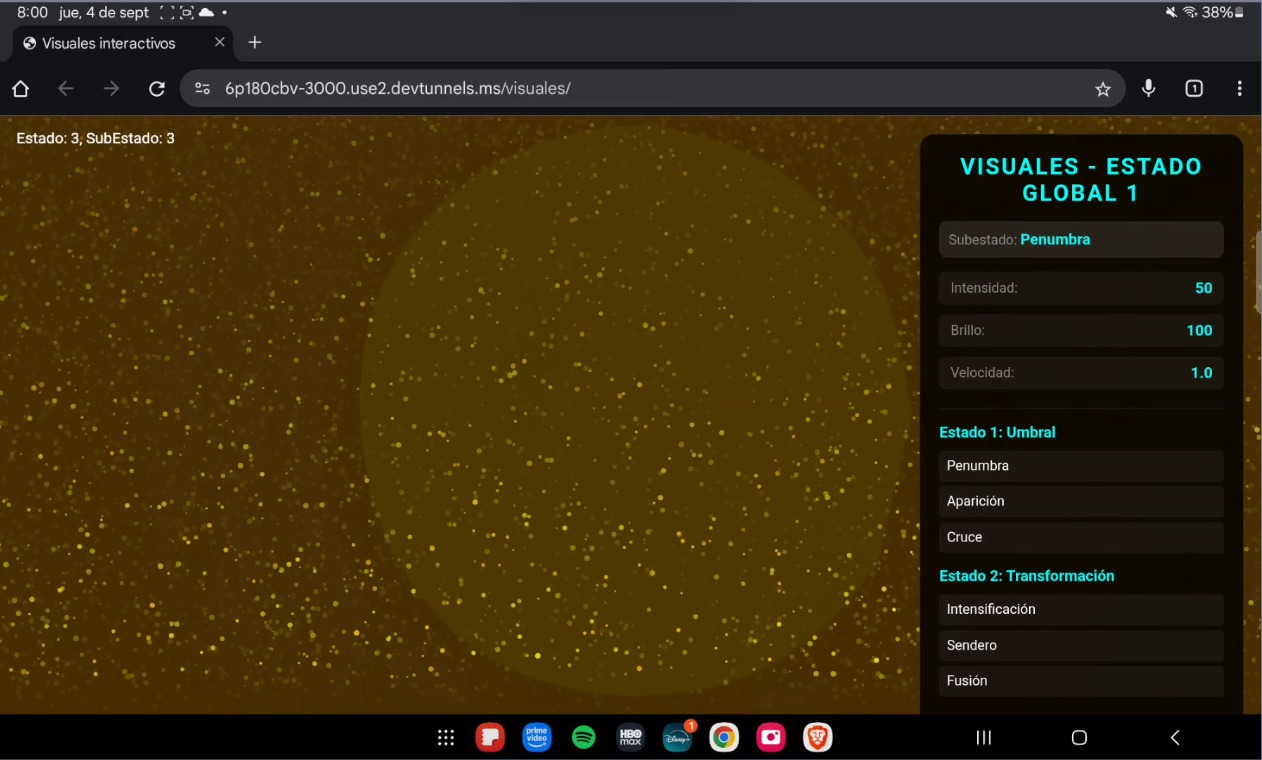 8:00 jue, 4 de sept
38%
Visuales interactivos
6p180cbv-3000.use2.devtunnels.ms/visuales/
1
Estado: 3, SubEstado: 3
VISUALES - ESTADO
GLOBAL 1
Subestado: Penumbra
Intensidad: 50
Brillo: 100
Velocidad: 1.0
Estado 1: Umbral
Penumbra
Aparición
Cruce
Estado 2: Transformación
Intensificación
Sendero
Fusión
prime
video
HBO
max
Disney+
1